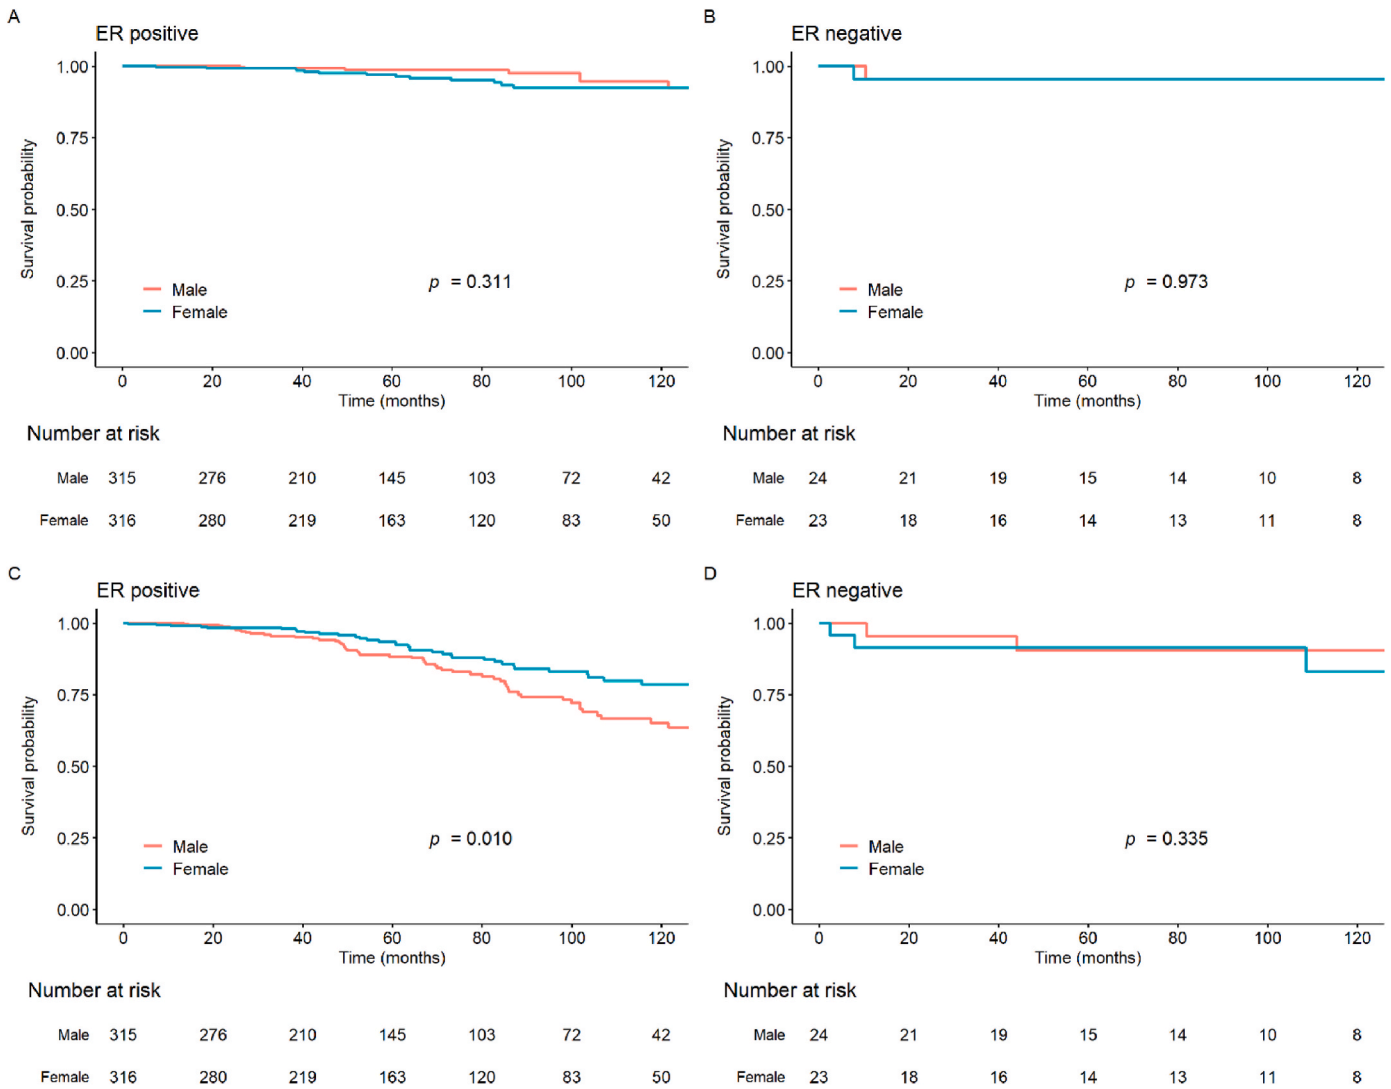 A
ER positive
1.00
0.75
0.50
0.25
0.00
Survival probability
Male
Female
p = 0.311
0 20 40 60 80 100 120
Time (months)
Number at risk
Male 315 276 210 145 103 72 42
Female 316 280 219 163 120 83 50
B
ER negative
1.00
0.75
0.50
0.25
0.00
Survival probability
Male
Female
p = 0.973
0 20 40 60 80 100 120
Time (months)
Number at risk
Male 24 21 19 15 14 10 8
Female 23 18 16 14 13 11 8
C
ER positive
1.00
0.75
0.50
0.25
0.00
Survival probability
Male
Female
p = 0.010
0 20 40 60 80 100 120
Time (months)
Number at risk
Male 315 276 210 145 103 72 42
Female 316 280 219 163 120 83 50
D
ER negative
1.00
0.75
0.50
0.25
0.00
Survival probability
Male
Female
p = 0.335
0 20 40 60 80 100 120
Time (months)
Number at risk
Male 24 21 19 15 14 10 8
Female 23 18 16 14 13 11 8